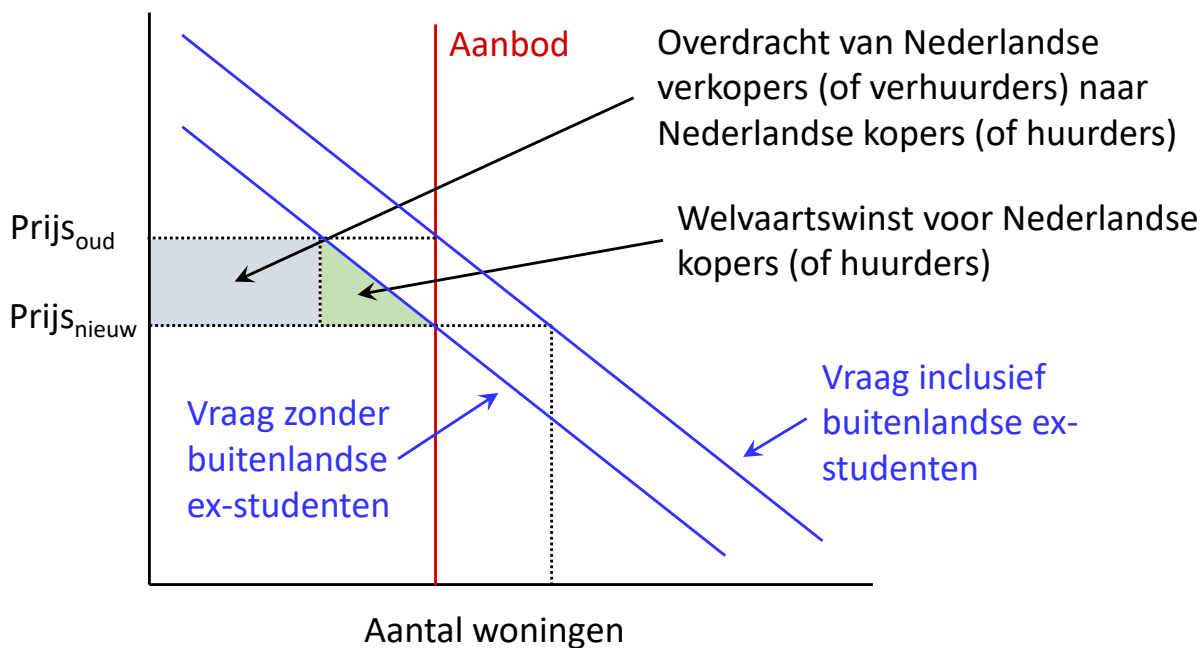 Aanbod
Overdracht van Nederlandse
verkopers (of verhuurders) naar
Nederlandse kopers (of huurders)
Welvaartswinst voor Nederlandse
kopers (of huurders)
Prijsoud
Prijsnieuw
Vraag zonder
buitenlandse
ex-studenten
Vraag inclusief
buitenlandse ex-
studenten
Aantal woningen